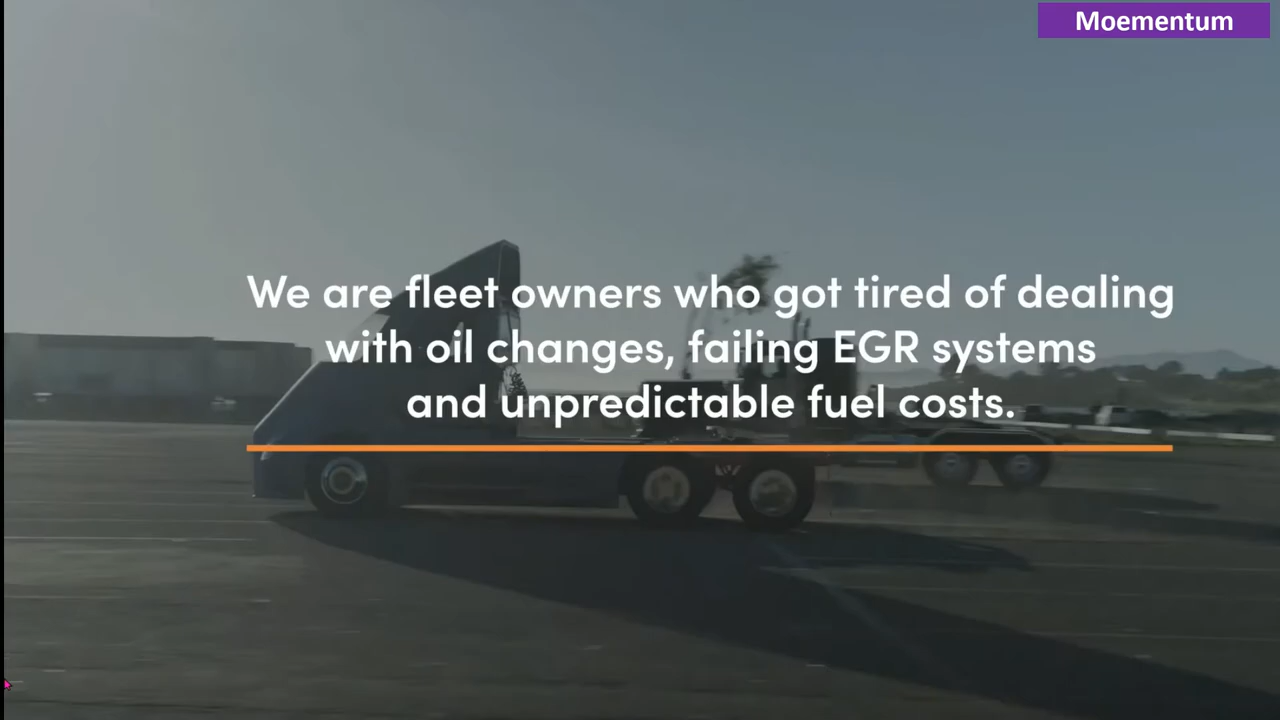 Moementum
We are fleet owners who got tired of dealing
with oil changes, failing EGR systems
and unpredictable fuel costs.